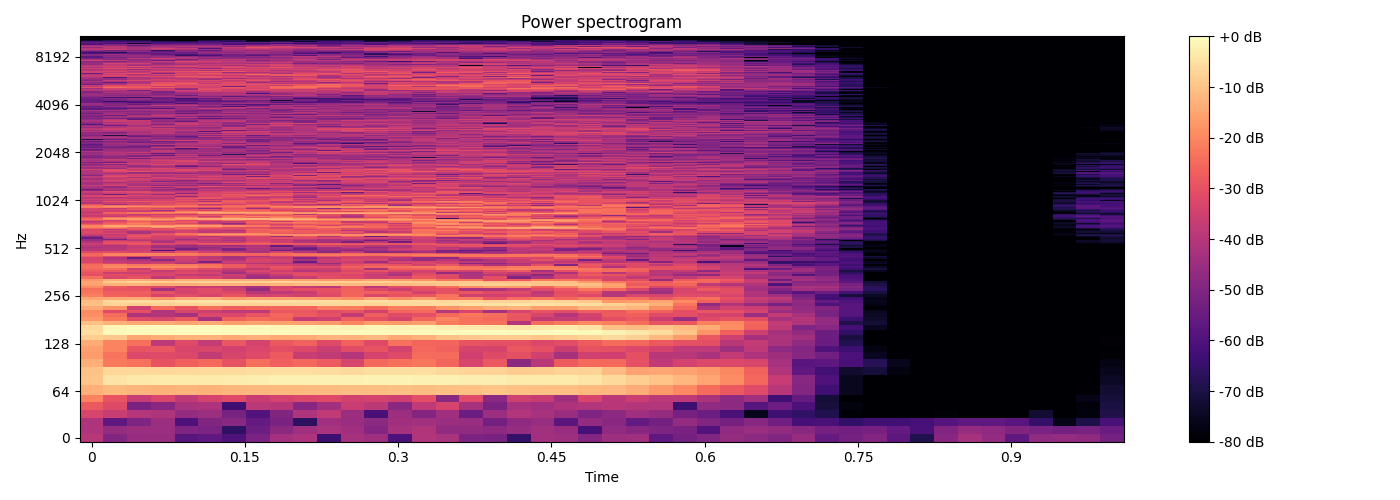 Power spectrogram
Hz
8192
4096
2048
1024
512
256
128
64
0
0 0.15 0.3 0.45 0.6 0.75 0.9
Time
+0 dB
-10 dB
-20 dB
-30 dB
-40 dB
-50 dB
-60 dB
-70 dB
-80 dB